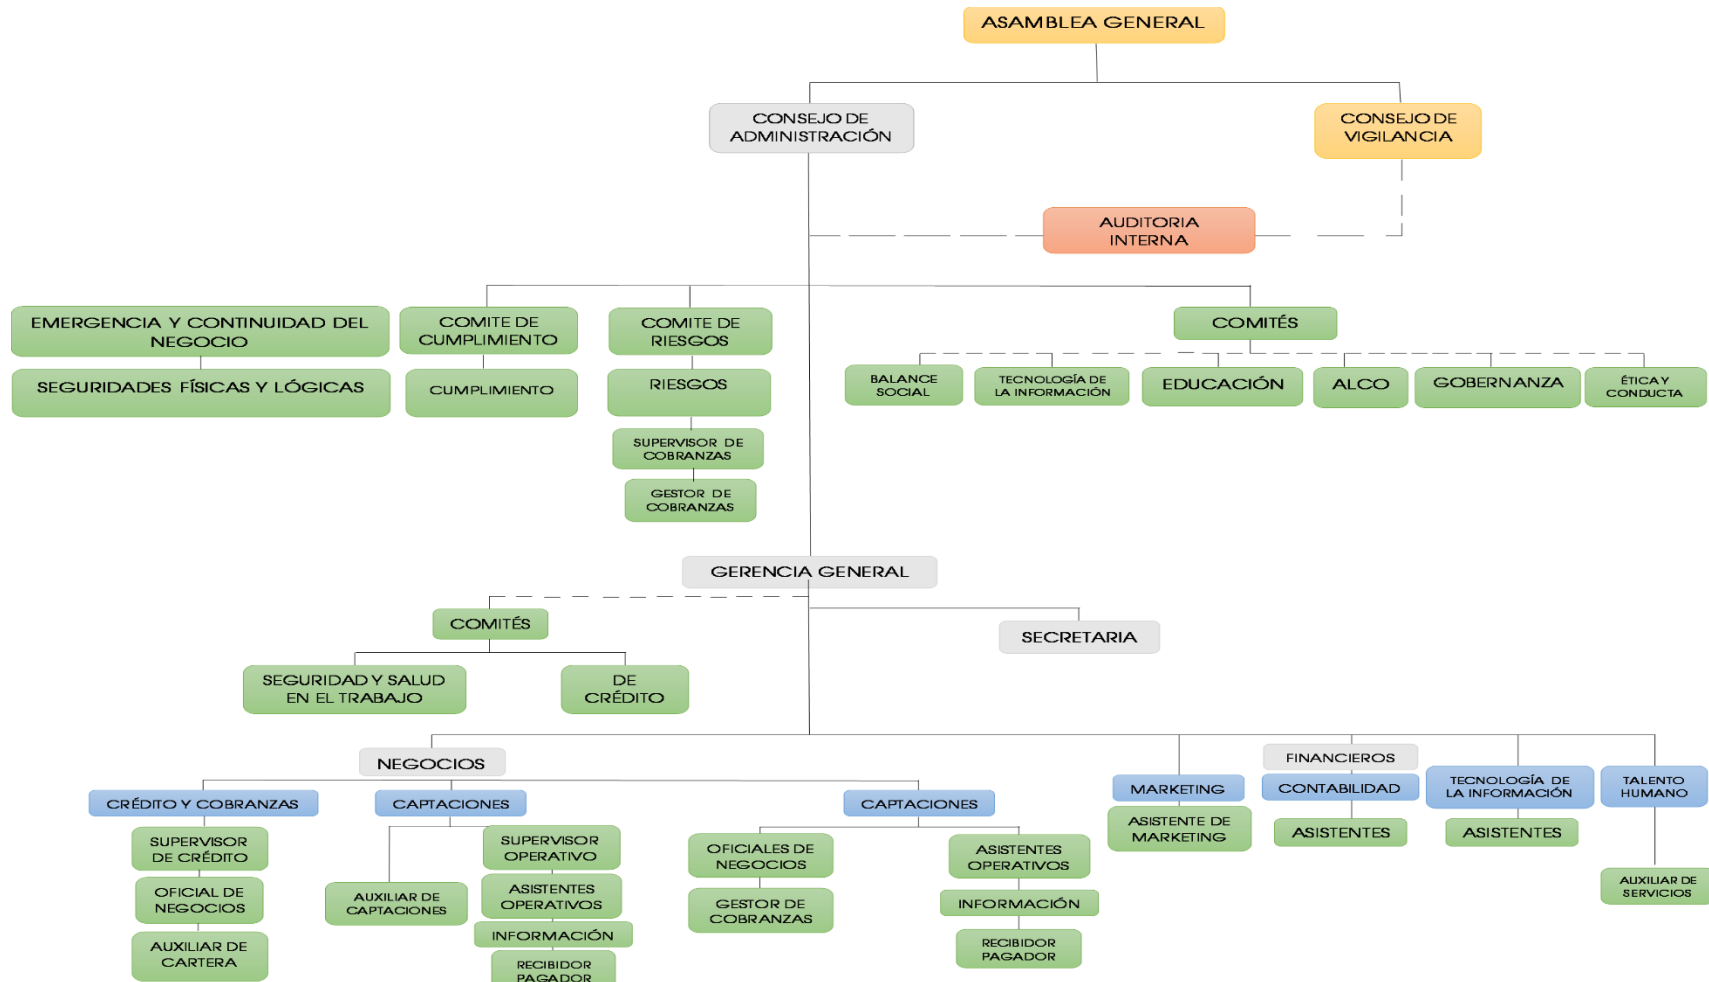 ASAMBLEA GENERAL
CONSEJO DE
ADMINISTRACIÓN
CONSEJO DE
VIGILANCIA
AUDITORIA
INTERNA
EMERGENCIA Y CONTINUIDAD DEL
NEGOCIO
SEGURIDADES FÍSICAS Y LÓGICAS
COMITE DE
CUMPLIMIENTO
CUMPLIMIENTO
COMITE DE
RIESGOS
RIESGOS
SUPERVISOR DE
COBRANZAS
GESTOR DE
COBRANZAS
COMITÉS
BALANCE
SOCIAL
TECNOLOGÍA DE
LA INFORMACIÓN
EDUCACIÓN
ALCO
GOBERNANZA
ÉTICA Y
CONDUCTA
GERENCIA GENERAL
COMITÉS
SECRETARIA
SEGURIDAD Y SALUD
EN EL TRABAJO
DE
CRÉDITO
NEGOCIOS
CRÉDITO Y COBRANZAS
SUPERVISOR
DE CRÉDITO
OFICIAL DE
NEGOCIOS
AUXILIAR DE
CARTERA
CAPTACIONES
AUXILIAR DE
CAPTACIONES
SUPERVISOR
OPERATIVO
ASISTENTES
OPERATIVOS
INFORMACIÓN
RECIBIDOR
PAGADOR
CAPTACIONES
OFICIALES DE
NEGOCIOS
GESTOR DE
COBRANZAS
ASISTENTES
OPERATIVOS
INFORMACIÓN
RECIBIDOR
PAGADOR
MARKETING
ASISTENTE DE
MARKETING
FINANCIEROS
CONTABILIDAD
ASISTENTES
TECNOLOGÍA DE
LA INFORMACIÓN
ASISTENTES
TALENTO
HUMANO
AUXILIAR DE
SERVICIOS